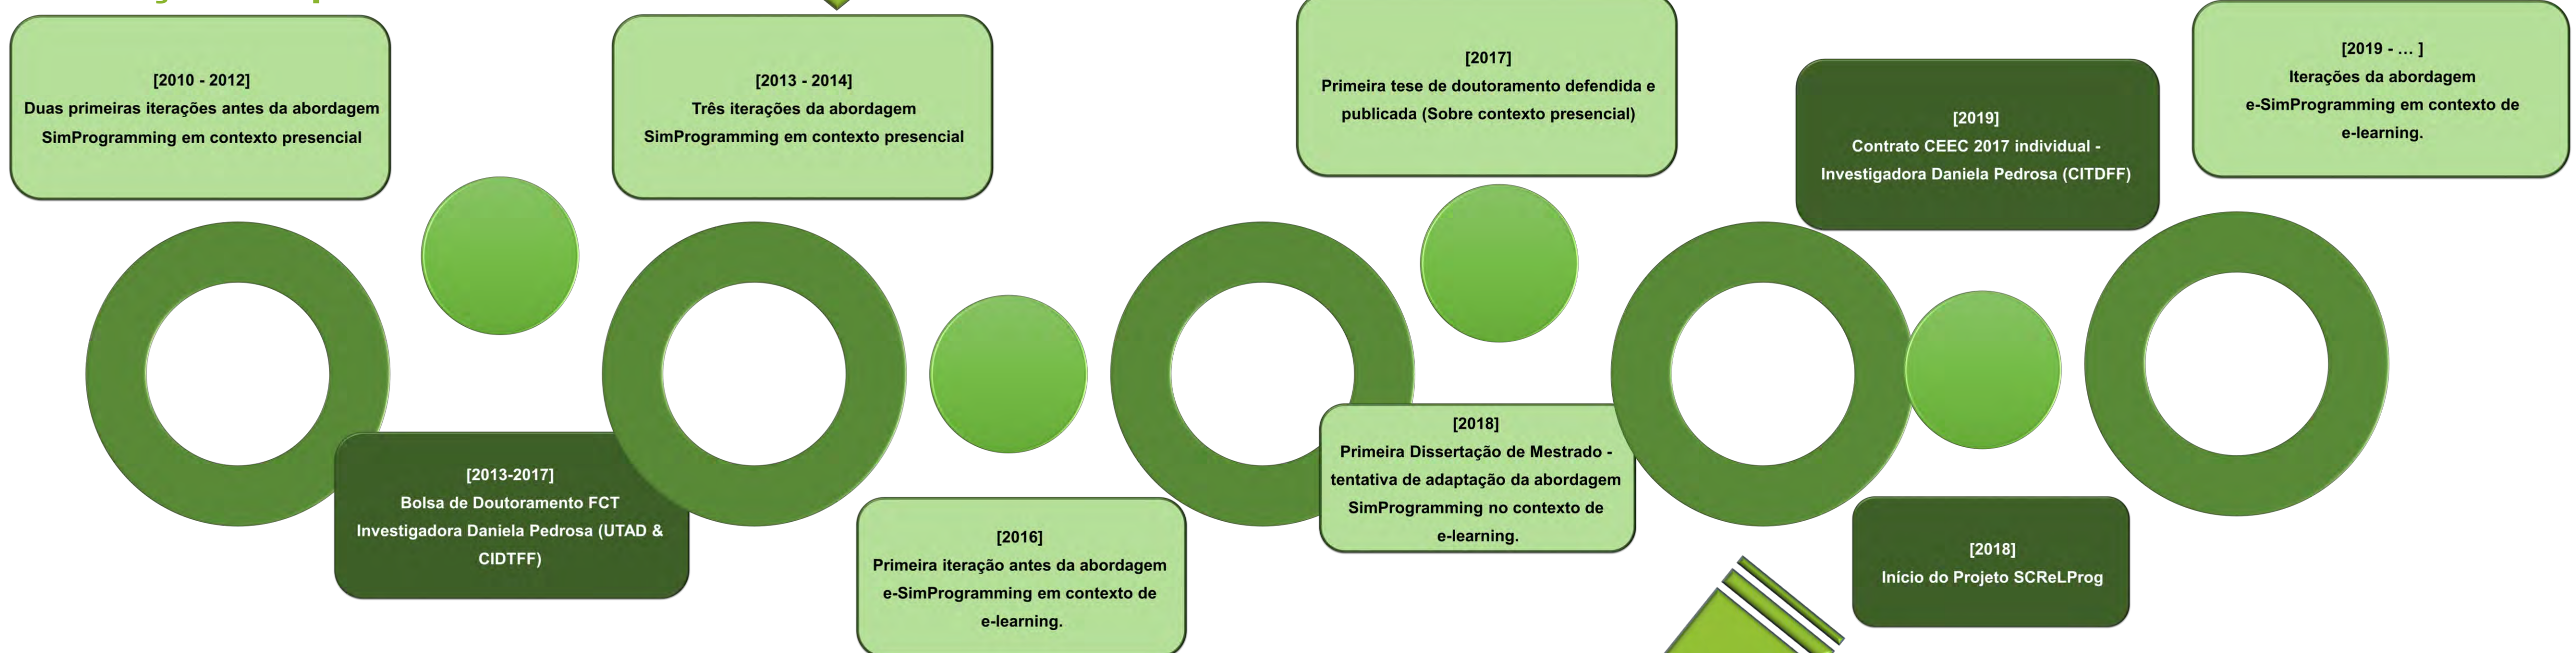 [2010 - 2012]
Duas primeiras iterações antes da abordagem
SimProgramming em contexto presencial
[2013-2017]
Bolsa de Doutoramento FCT
Investigadora Daniela Pedrosa (UTAD &
CIDTFF)
[2013 - 2014]
Três iterações da abordagem
SimProgramming em contexto presencial
[2016]
Primeira iteração antes da abordagem
e-SimProgramming em contexto de
e-learning.
[2017]
Primeira tese de doutoramento defendida e
publicada (Sobre contexto presencial)
[2018]
Primeira Dissertação de Mestrado -
tentativa de adaptação da abordagem
SimProgramming no contexto de
e-learning.
[2019]
Contrato CEEC 2017 individual -
Investigadora Daniela Pedrosa (CITDFF)
[2018]
Início do Projeto SCReLProg
[2019 - ... ]
Iterações da abordagem
e-SimProgramming em contexto de
e-learning.